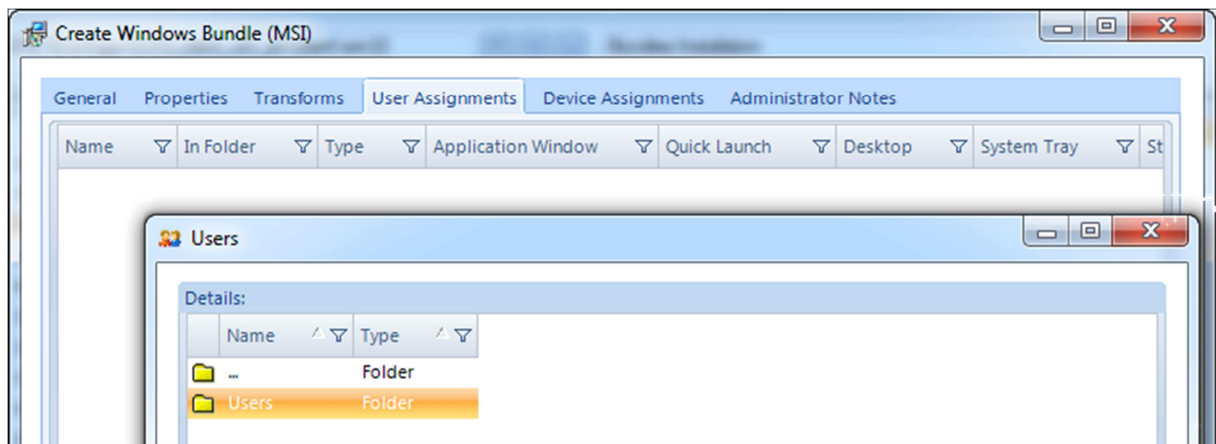 Create Windows Bundle (MSI)
General Properties Transforms User Assignments Device Assignments Administrator Notes
Name In Folder Type Application Window Quick Launch Desktop System Tray St
Users
Details:
Name Type
... Folder
Users Folder